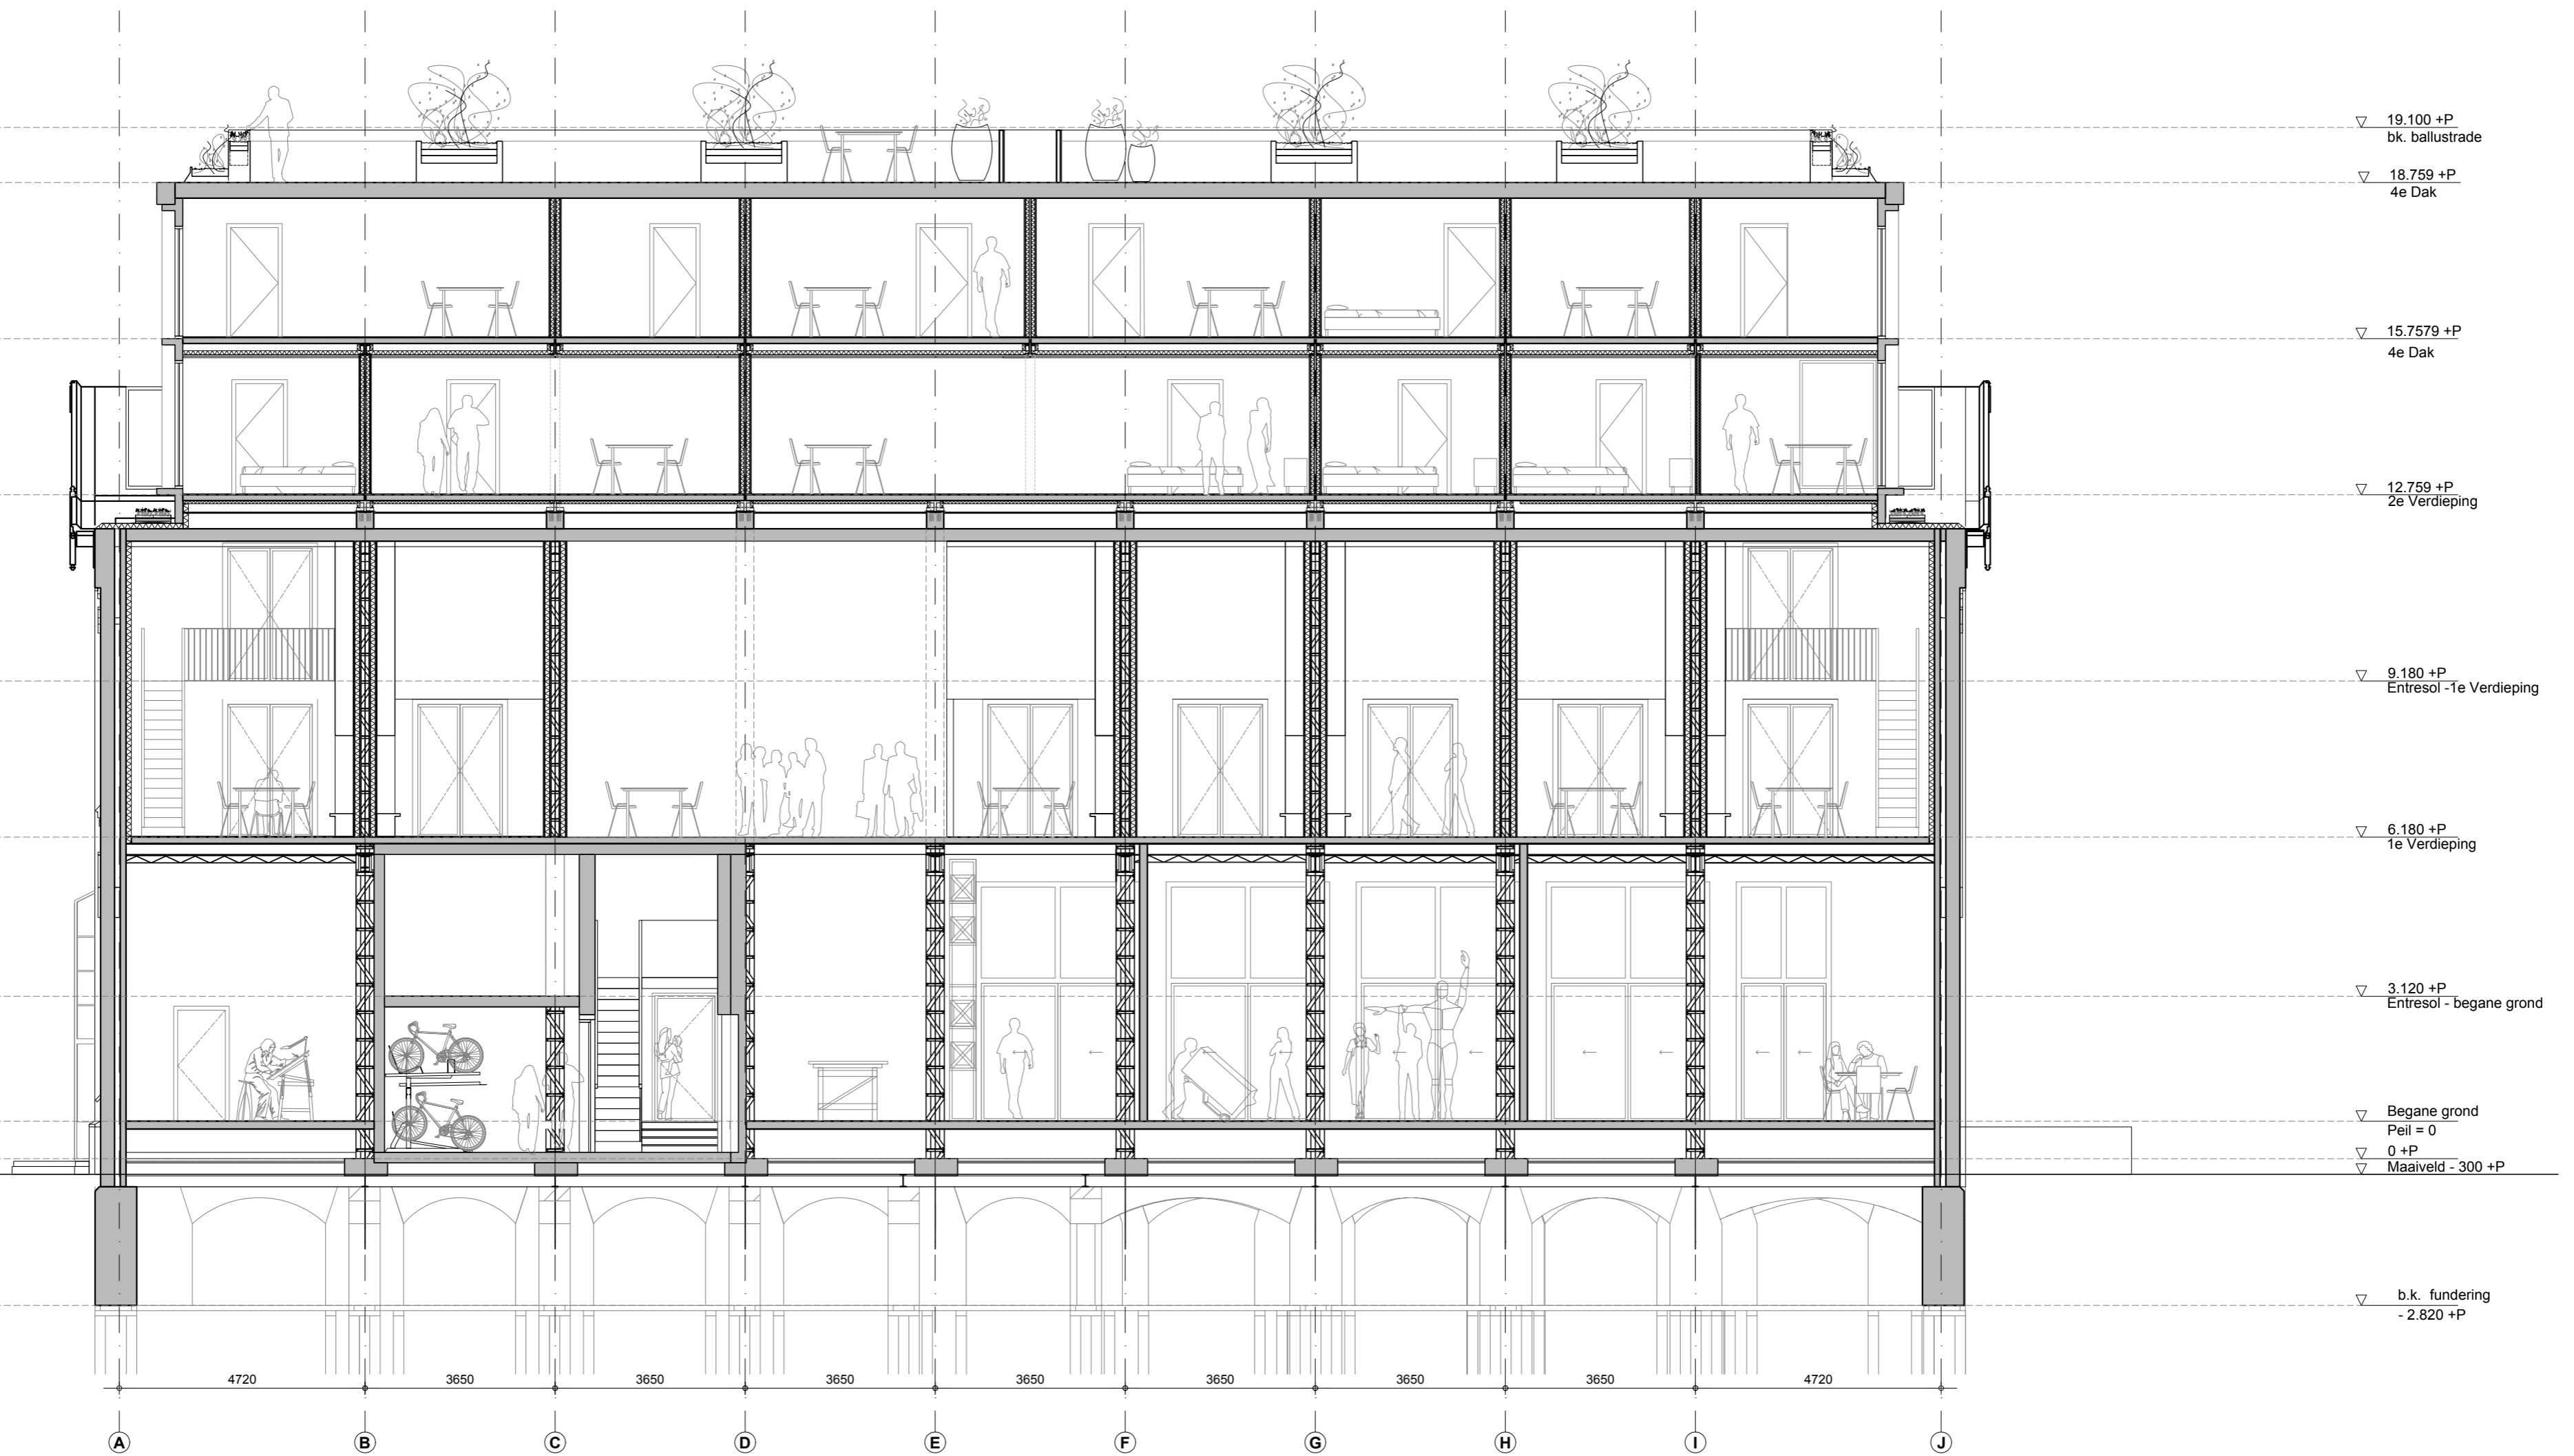 19.100 +P
bk. ballustrade
18.759 +P
4e Dak
15.7579 +P
4e Dak
12.759 +P
2e Verdieping
9.180 +P
Entresol -1e Verdieping
6.180 +P
1e Verdieping
3.120 +P
Entresol - begane grond
Begane grond
Peil = 0
0 +P
Maaiveld - 300 +P
b.k. fundering
- 2.820 +P
4720 3650 3650 3650 3650 3650 3650 3650 4720
A B C D E F G H I J